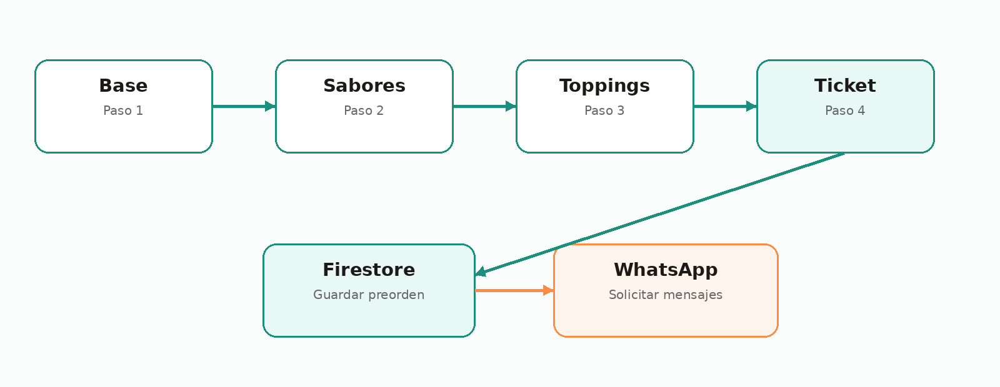 Base
Paso 1
Sabores
Paso 2
Toppings
Paso 3
Ticket
Paso 4
Firestore
Guardar preorden
WhatsApp
Solicitar mensajes